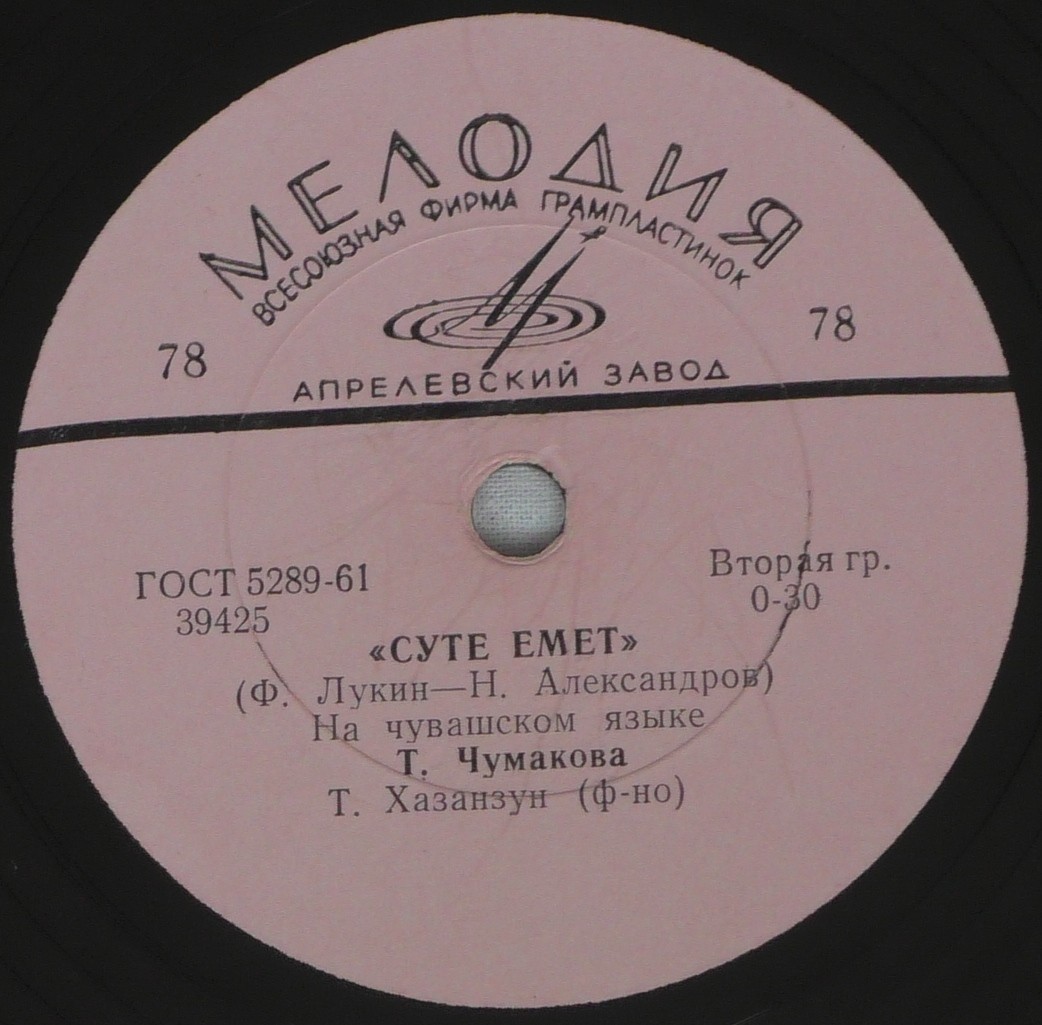 МЕЛОДИЯ
ВСЕСОЮЗНАЯ ФИРМА ГРАМПЛАСТИНОК
78
78
АПРЕЛЕВСКИЙ ЗАВОД
ГОСТ 5289-61
39425
Вторая гр.
0-30
«СУТЕ ЕМЕТ»
(Ф. Лукин—Н. Александров)
На чувашском языке
Т. Чумакова
Т. Хазанзун (ф-но)